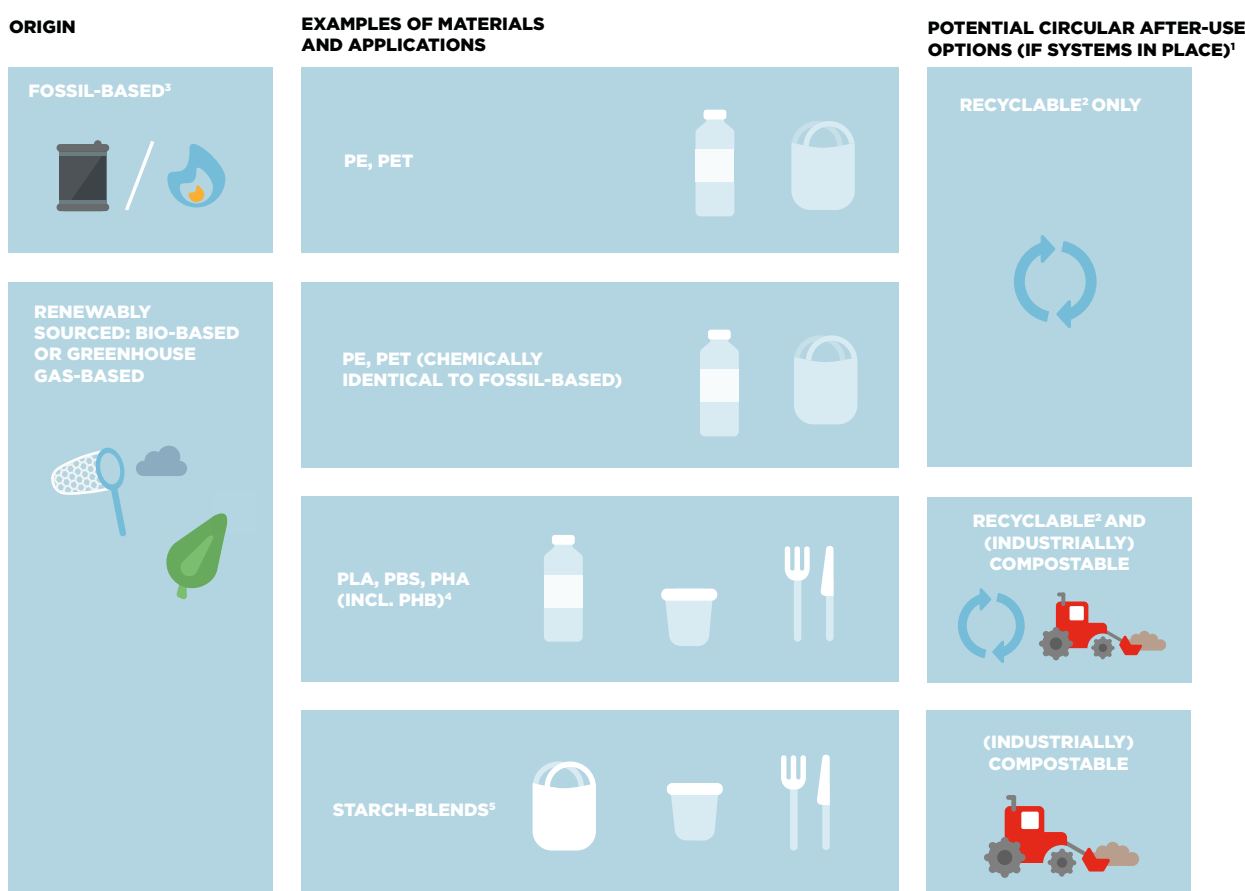 ORIGIN
EXAMPLES OF MATERIALS
AND APPLICATIONS
POTENTIAL CIRCULAR AFTER-USE
OPTIONS (IF SYSTEMS IN PLACE)¹
FOSSIL-BASED³
PE, PET
RECYCLABLE² ONLY
RENEWABLY
SOURCED: BIO-BASED
OR GREENHOUSE
GAS-BASED
PE, PET (CHEMICALLY
IDENTICAL TO FOSSIL-BASED)
PLA, PBS, PHA
(INCL. PHB)⁴
RECYCLABLE² AND
(INDUSTRIALLY)
COMPOSTABLE
STARCH-BLENDS⁵
(INDUSTRIALLY)
COMPOSTABLE